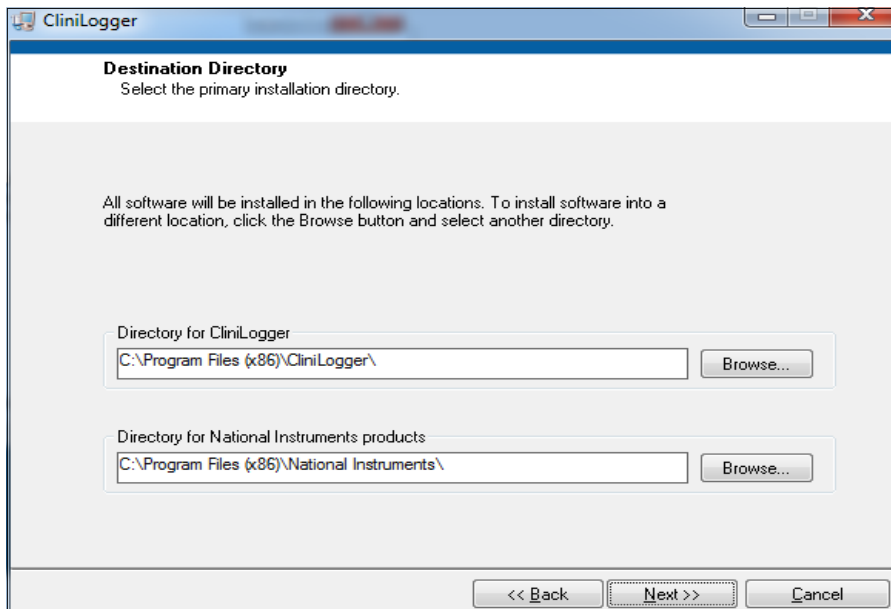 CliniLogger
Destination Directory
Select the primary installation directory.
All software will be installed in the following locations. To install software into a
different location, click the Browse button and select another directory.
Directory for CliniLogger
C:\Program Files (x86)\CliniLogger\
Browse...
Directory for National Instruments products
C:\Program Files (x86)\National Instruments\
Browse...
<< Back
Next >>
Cancel